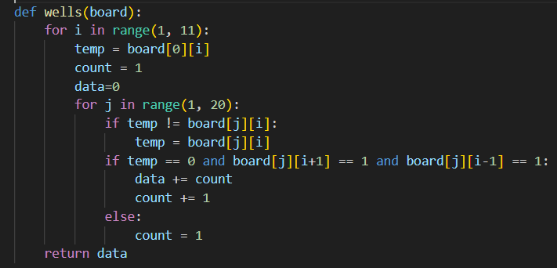 def wells(board):
    for i in range(1, 11):
        temp = board[0][i]
        count = 1
        data=0
        for j in range(1, 20):
            if temp != board[j][i]:
                temp = board[j][i]
            if temp == 0 and board[j][i+1] == 1 and board[j][i-1] == 1:
                data += count
                count += 1
            else:
                count = 1
    return data